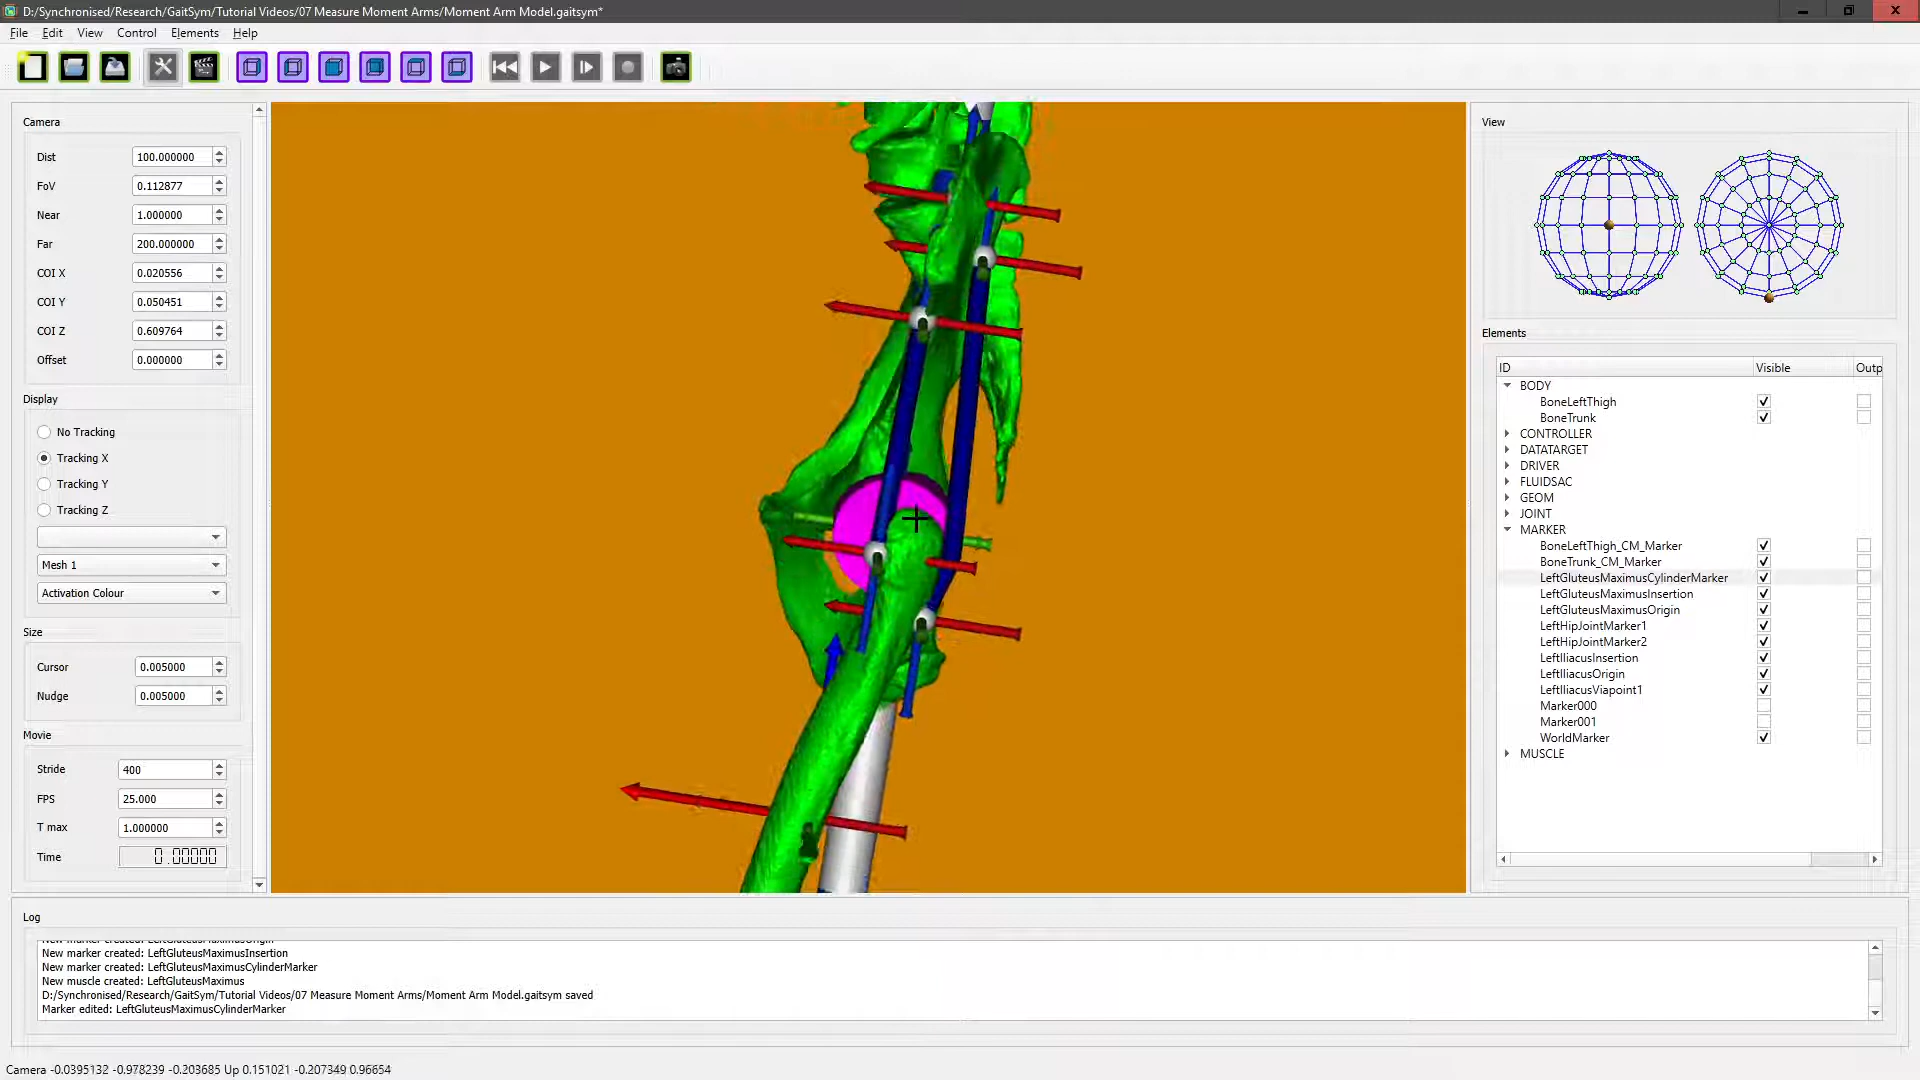 D:/Synchronised/Research/GaitSym/Tutorial Videos/07 Measure Moment Arms/Moment Arm Model.gaitsym*
File Edit View Control Elements Help
Camera
Dist 100.000000
FoV 0.112877
Near 1.000000
Far 200.000000
COI X 0.020556
COI Y 0.050451
COI Z 0.609764
Offset 0.000000
Display
No Tracking
Tracking X
Tracking Y
Tracking Z
Mesh 1
Activation Colour
Size
Cursor 0.005000
Nudge 0.005000
Movie
Stride 400
FPS 25.000
T max 1.000000
Time 0.00000
View
Elements
ID Visible Outp
BODY
BoneLeftThigh
BoneTrunk
CONTROLLER
DATATARGET
DRIVER
FLUIDSAC
GEOM
JOINT
MARKER
BoneLeftThigh_CM_Marker
BoneTrunk_CM_Marker
LeftGluteusMaximusCylinderMarker
LeftGluteusMaximusInsertion
LeftGluteusMaximusOrigin
LeftHipJointMarker1
LeftHipJointMarker2
LeftIliacusInsertion
LeftIliacusOrigin
LeftIliacusViapoint1
Marker000
Marker001
WorldMarker
MUSCLE
Log
New marker created: LeftGluteusMaximusOrigin
New marker created: LeftGluteusMaximusInsertion
New marker created: LeftGluteusMaximusCylinderMarker
New muscle created: LeftGluteusMaximus
D:/Synchronised/Research/GaitSym/Tutorial Videos/07 Measure Moment Arms/Moment Arm Model.gaitsym saved
Marker edited: LeftGluteusMaximusCylinderMarker
Camera -0.0395132 -0.978239 -0.203685 Up 0.151021 -0.207349 0.96654